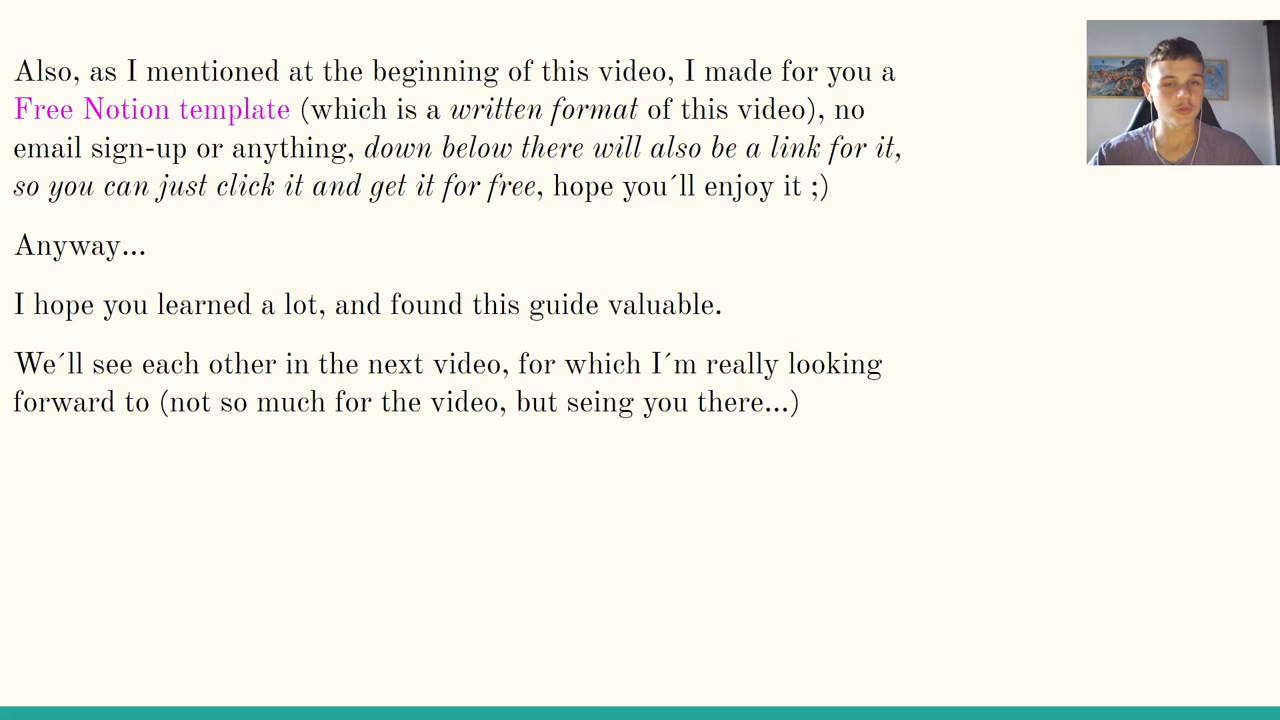 Also, as I mentioned at the beginning of this video, I made for you a
Free Notion template (which is a written format of this video), no
email sign-up or anything, down below there will also be a link for it,
so you can just click it and get it for free, hope you´ll enjoy it ;)
Anyway...
I hope you learned a lot, and found this guide valuable.
We´ll see each other in the next video, for which I´m really looking
forward to (not so much for the video, but seing you there...)